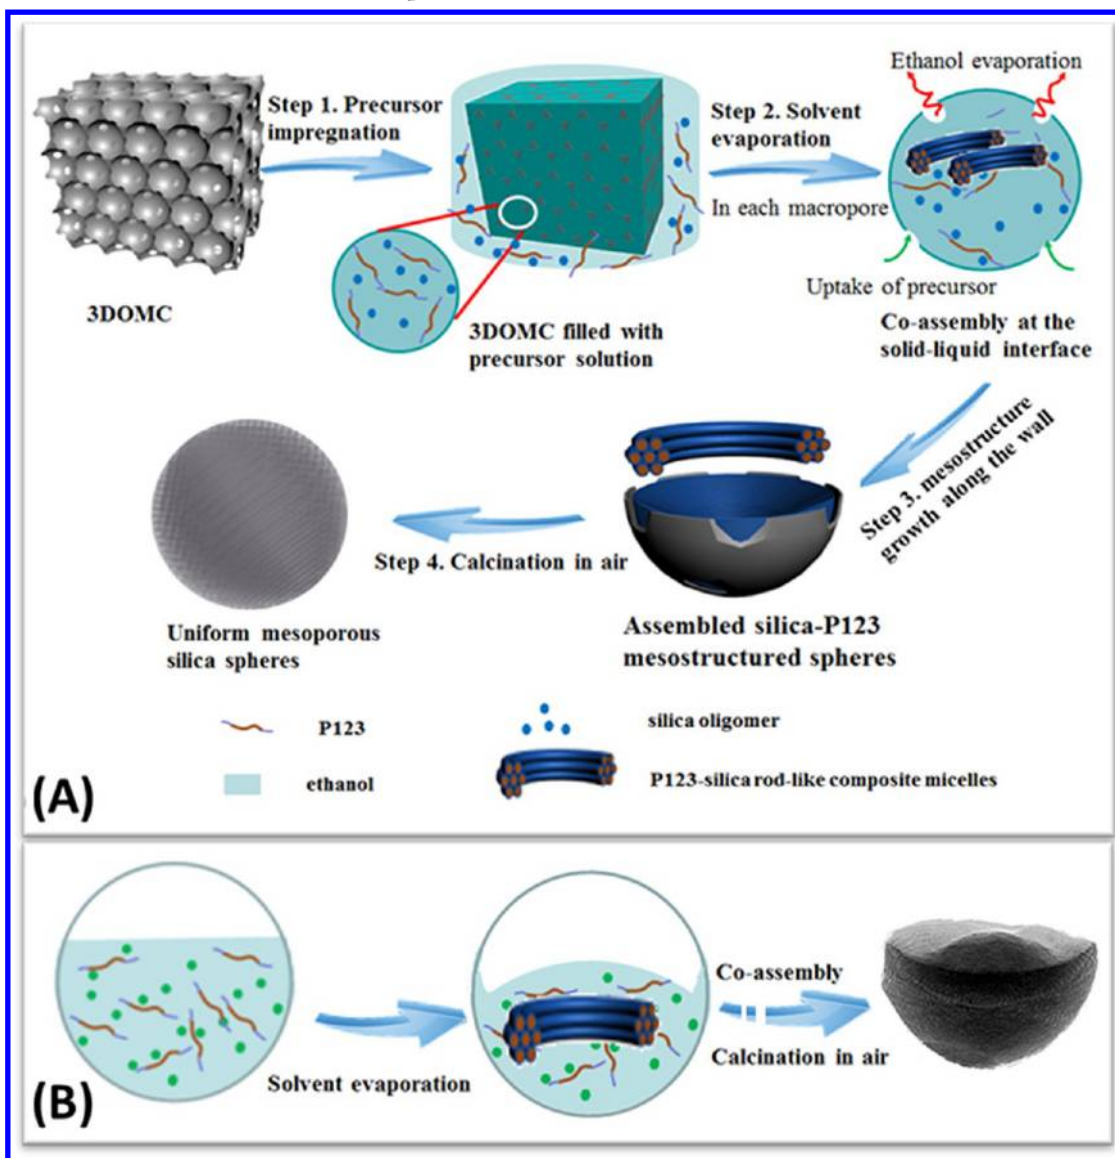 Ethanol evaporation
Step 1. Precursor
impregnation
Step 2. Solvent
evaporation
In each macropore
Uptake of precursor
3DOMC
3DOMC filled with
precursor solution
Co-assembly at the
solid-liquid interface
Step 3. mesostructure
growth along the wall
Step 4. Calcination in air
Uniform mesoporous
silica spheres
Assembled silica-P123
mesostructured spheres
P123
silica oligomer
ethanol
P123-silica rod-like composite micelles
(A)
Solvent evaporation
Co-assembly
Calcination in air
(B)